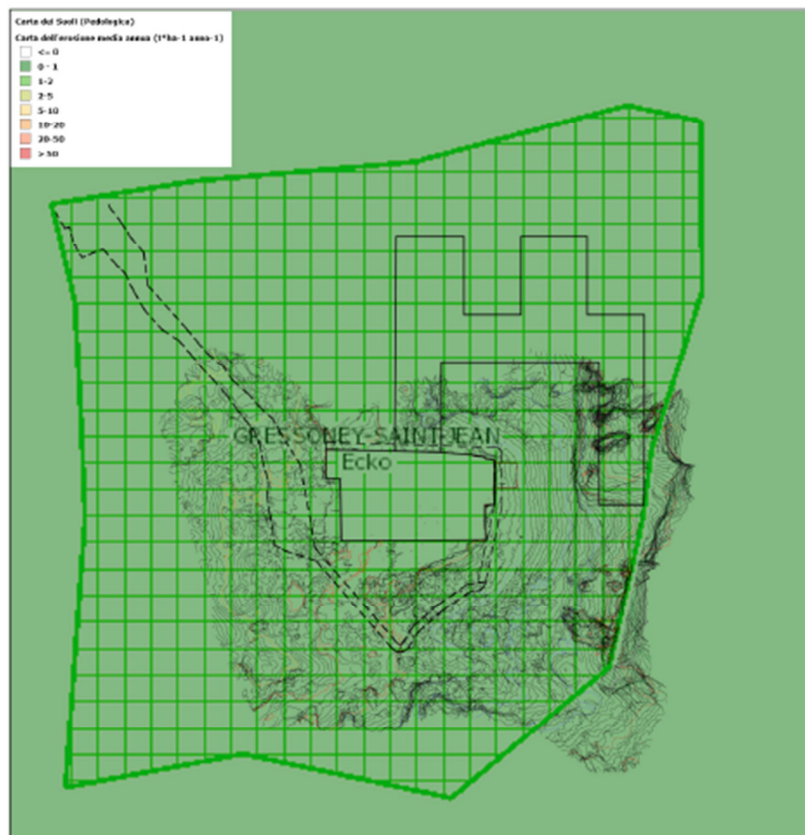 Carta dei Suoli (Pedologica)
Carta dell'erosione media annua (t*ha-1 anno-1)
<= 0
0 - 1
1-2
2-5
5-10
10-20
20-50
> 50
GRESSONEY-SAINT-JEAN
Ecko